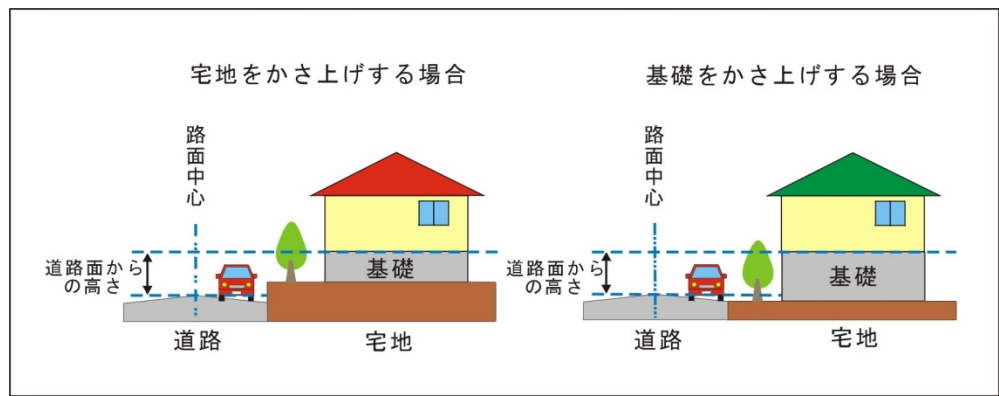 宅地をかさ上げする場合
路面中心
道路面から
の高さ
基礎
道路
宅地
基礎をかさ上げする場合
路面中心
道路面から
の高さ
基礎
道路
宅地